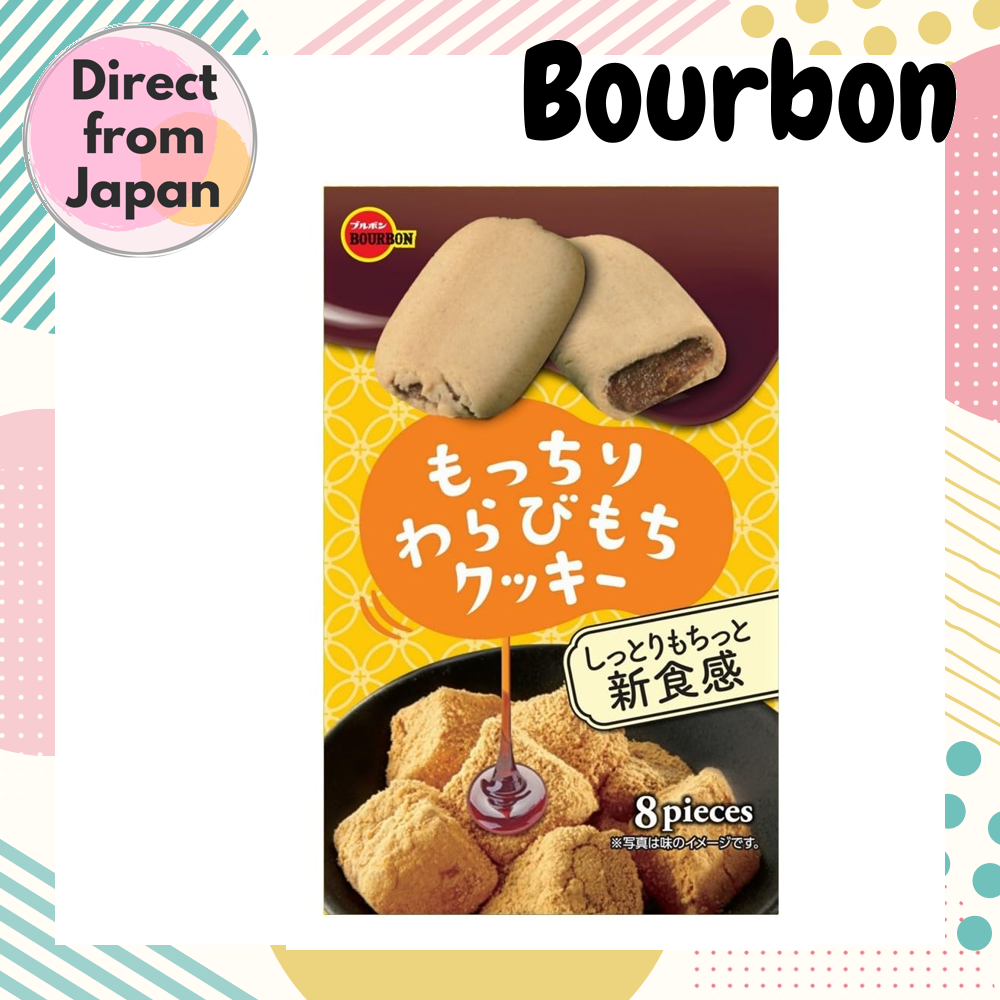 Direct
from
Japan
Bourbon
ブルボン
BOURBON
もっちり
わらびもち
クッキー
しっとりもちっと
新食感
8 pieces
※写真は味のイメージです。